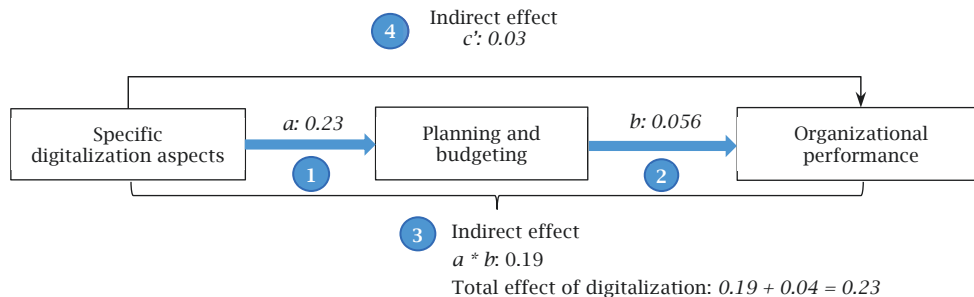 4
Indirect effect
c’: 0.03
Specific
digitalization aspects
a: 0.23
1
Planning and
budgeting
b: 0.056
2
Organizational
performance
3
Indirect effect
a * b: 0.19
Total effect of digitalization: 0.19 + 0.04 = 0.23